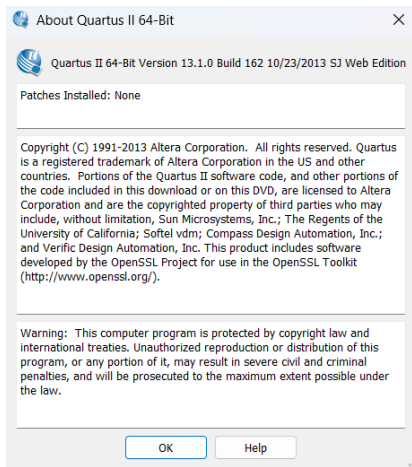 About Quartus II 64-Bit
Quartus II 64-Bit Version 13.1.0 Build 162 10/23/2013 SJ Web Edition
Patches Installed: None
Copyright (C) 1991-2013 Altera Corporation.  All rights reserved. Quartus
is a registered trademark of Altera Corporation in the US and other
countries.  Portions of the Quartus II software code, and other portions of
the code included in this download or on this DVD, are licensed to Altera
Corporation and are the copyrighted property of third parties who may
include, without limitation, Sun Microsystems, Inc.; The Regents of the
University of California; Softel vdm; Compass Design Automation, Inc.;
and Verific Design Automation, Inc. This product includes software
developed by the OpenSSL Project for use in the OpenSSL Toolkit
(http://www.openssl.org/).
Warning:  This computer program is protected by copyright law and
international treaties. Unauthorized reproduction or distribution of this
program, or any portion of it, may result in severe civil and criminal
penalties, and will be prosecuted to the maximum extent possible under
the law.
OK
Help